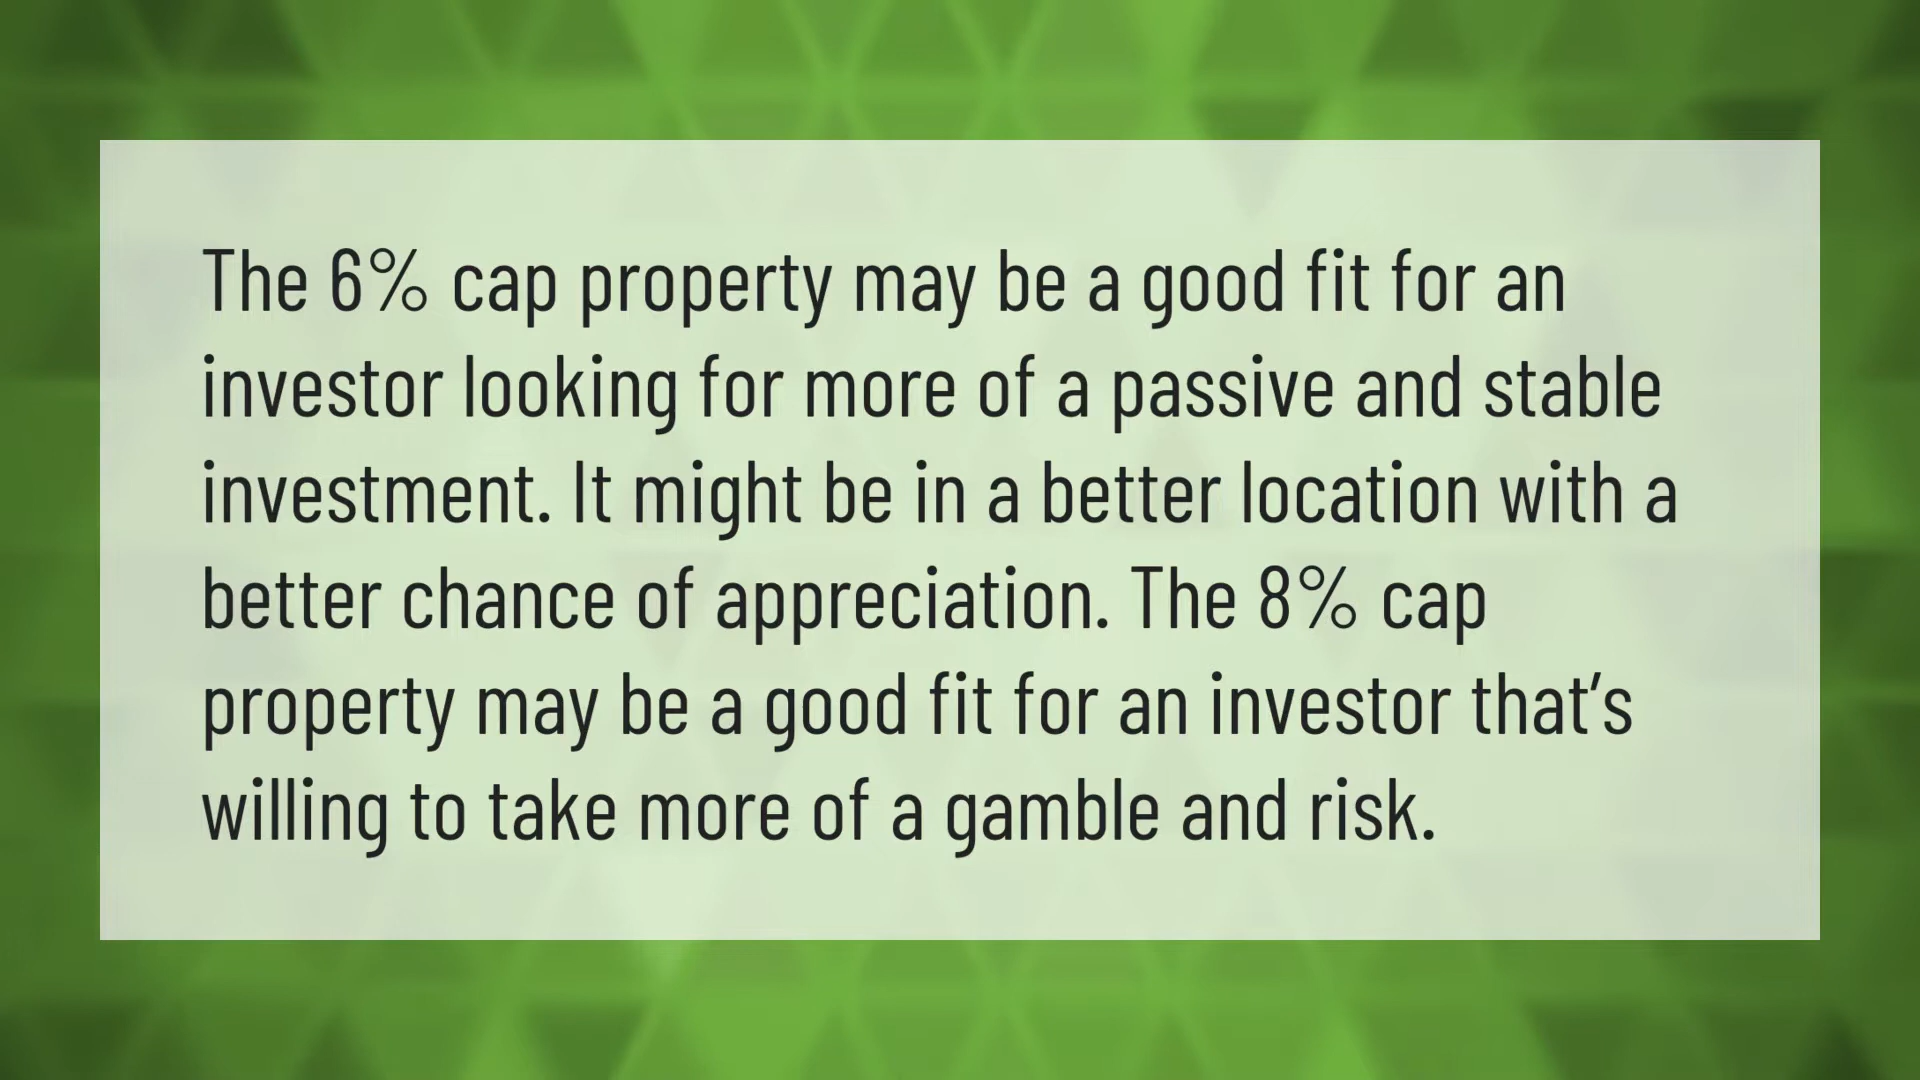 The 6% cap property may be a good fit for an
investor looking for more of a passive and stable
investment. It might be in a better location with a
better chance of appreciation. The 8% cap
property may be a good fit for an investor that’s
willing to take more of a gamble and risk.